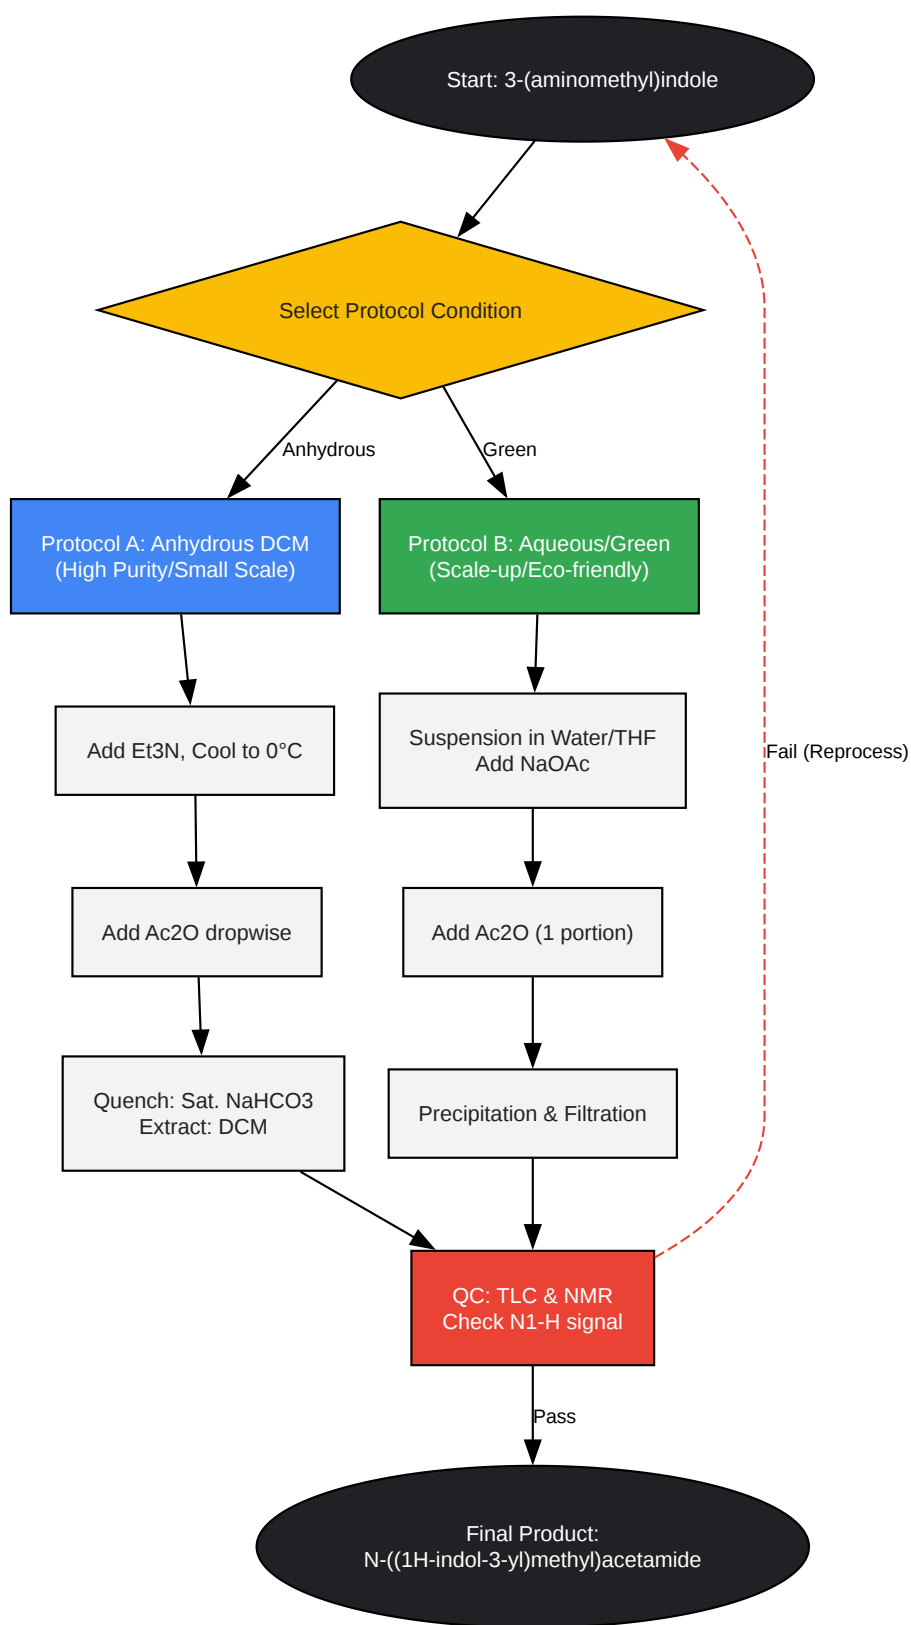 Start: 3-(aminomethyl)indole
Select Protocol Condition
Anhydrous
Green
Protocol A: Anhydrous DCM
(High Purity/Small Scale)
Protocol B: Aqueous/Green
(Scale-up/Eco-friendly)
Add Et3N, Cool to 0°C
Suspension in Water/THF
Add NaOAc
Fail (Reprocess)
Add Ac2O dropwise
Add Ac2O (1 portion)
Quench: Sat. NaHCO3
Extract: DCM
Precipitation & Filtration
QC: TLC & NMR
Check N1-H signal
Pass
Final Product:
N-((1H-indol-3-yl)methyl)acetamide